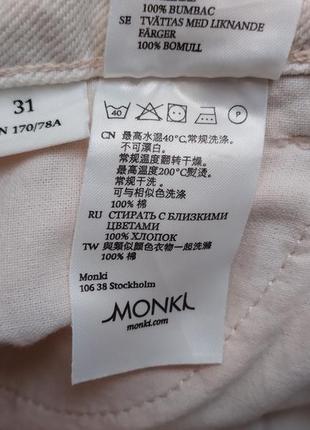 100% BUMBAC
SE TVÄTTAS MED LIKNANDE
FÄRGER
100% BOMULL
31
N 170/78A
40
P
CN 最高水温40°C,常规洗涤.
不可漂白.
常规温度翻转干燥.
最高温度200°C熨烫.
常规干洗.
可与相似色洗涤
100% 棉
RU СТИРАТЬ С БЛИЗКИМИ
ЦВЕТАМИ
100% ХЛОПОК
TW 與類似顏色衣物一起洗滌
100% 棉
Monki
106 38 Stockholm
MONKI
monki.com